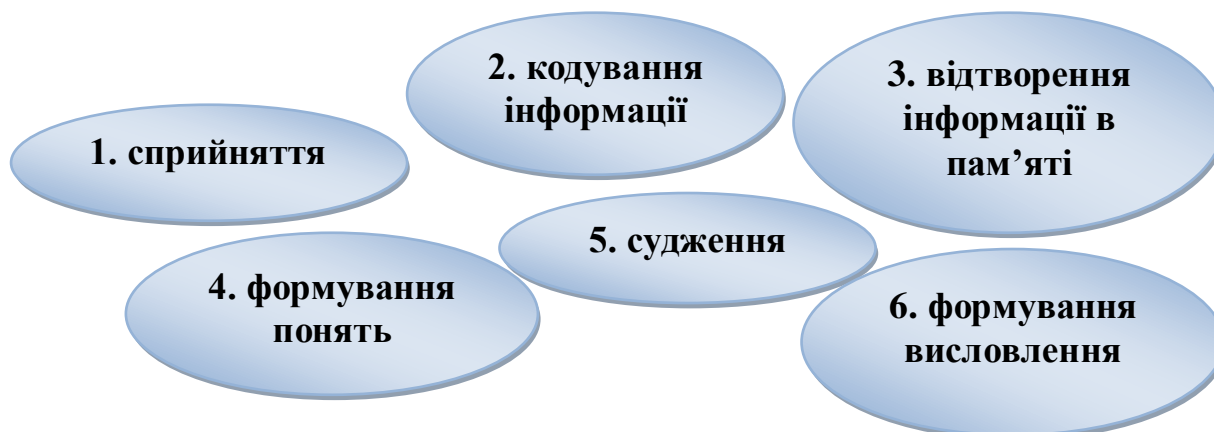 1. сприйняття
2. кодування
інформації
3. відтворення
інформації в
пам’яті
4. формування
понять
5. судження
6. формування
висловлення